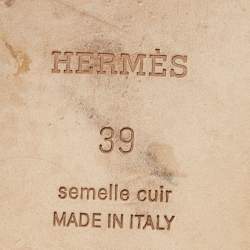 HERMÈS
39
semelle cuir
MADE IN ITALY